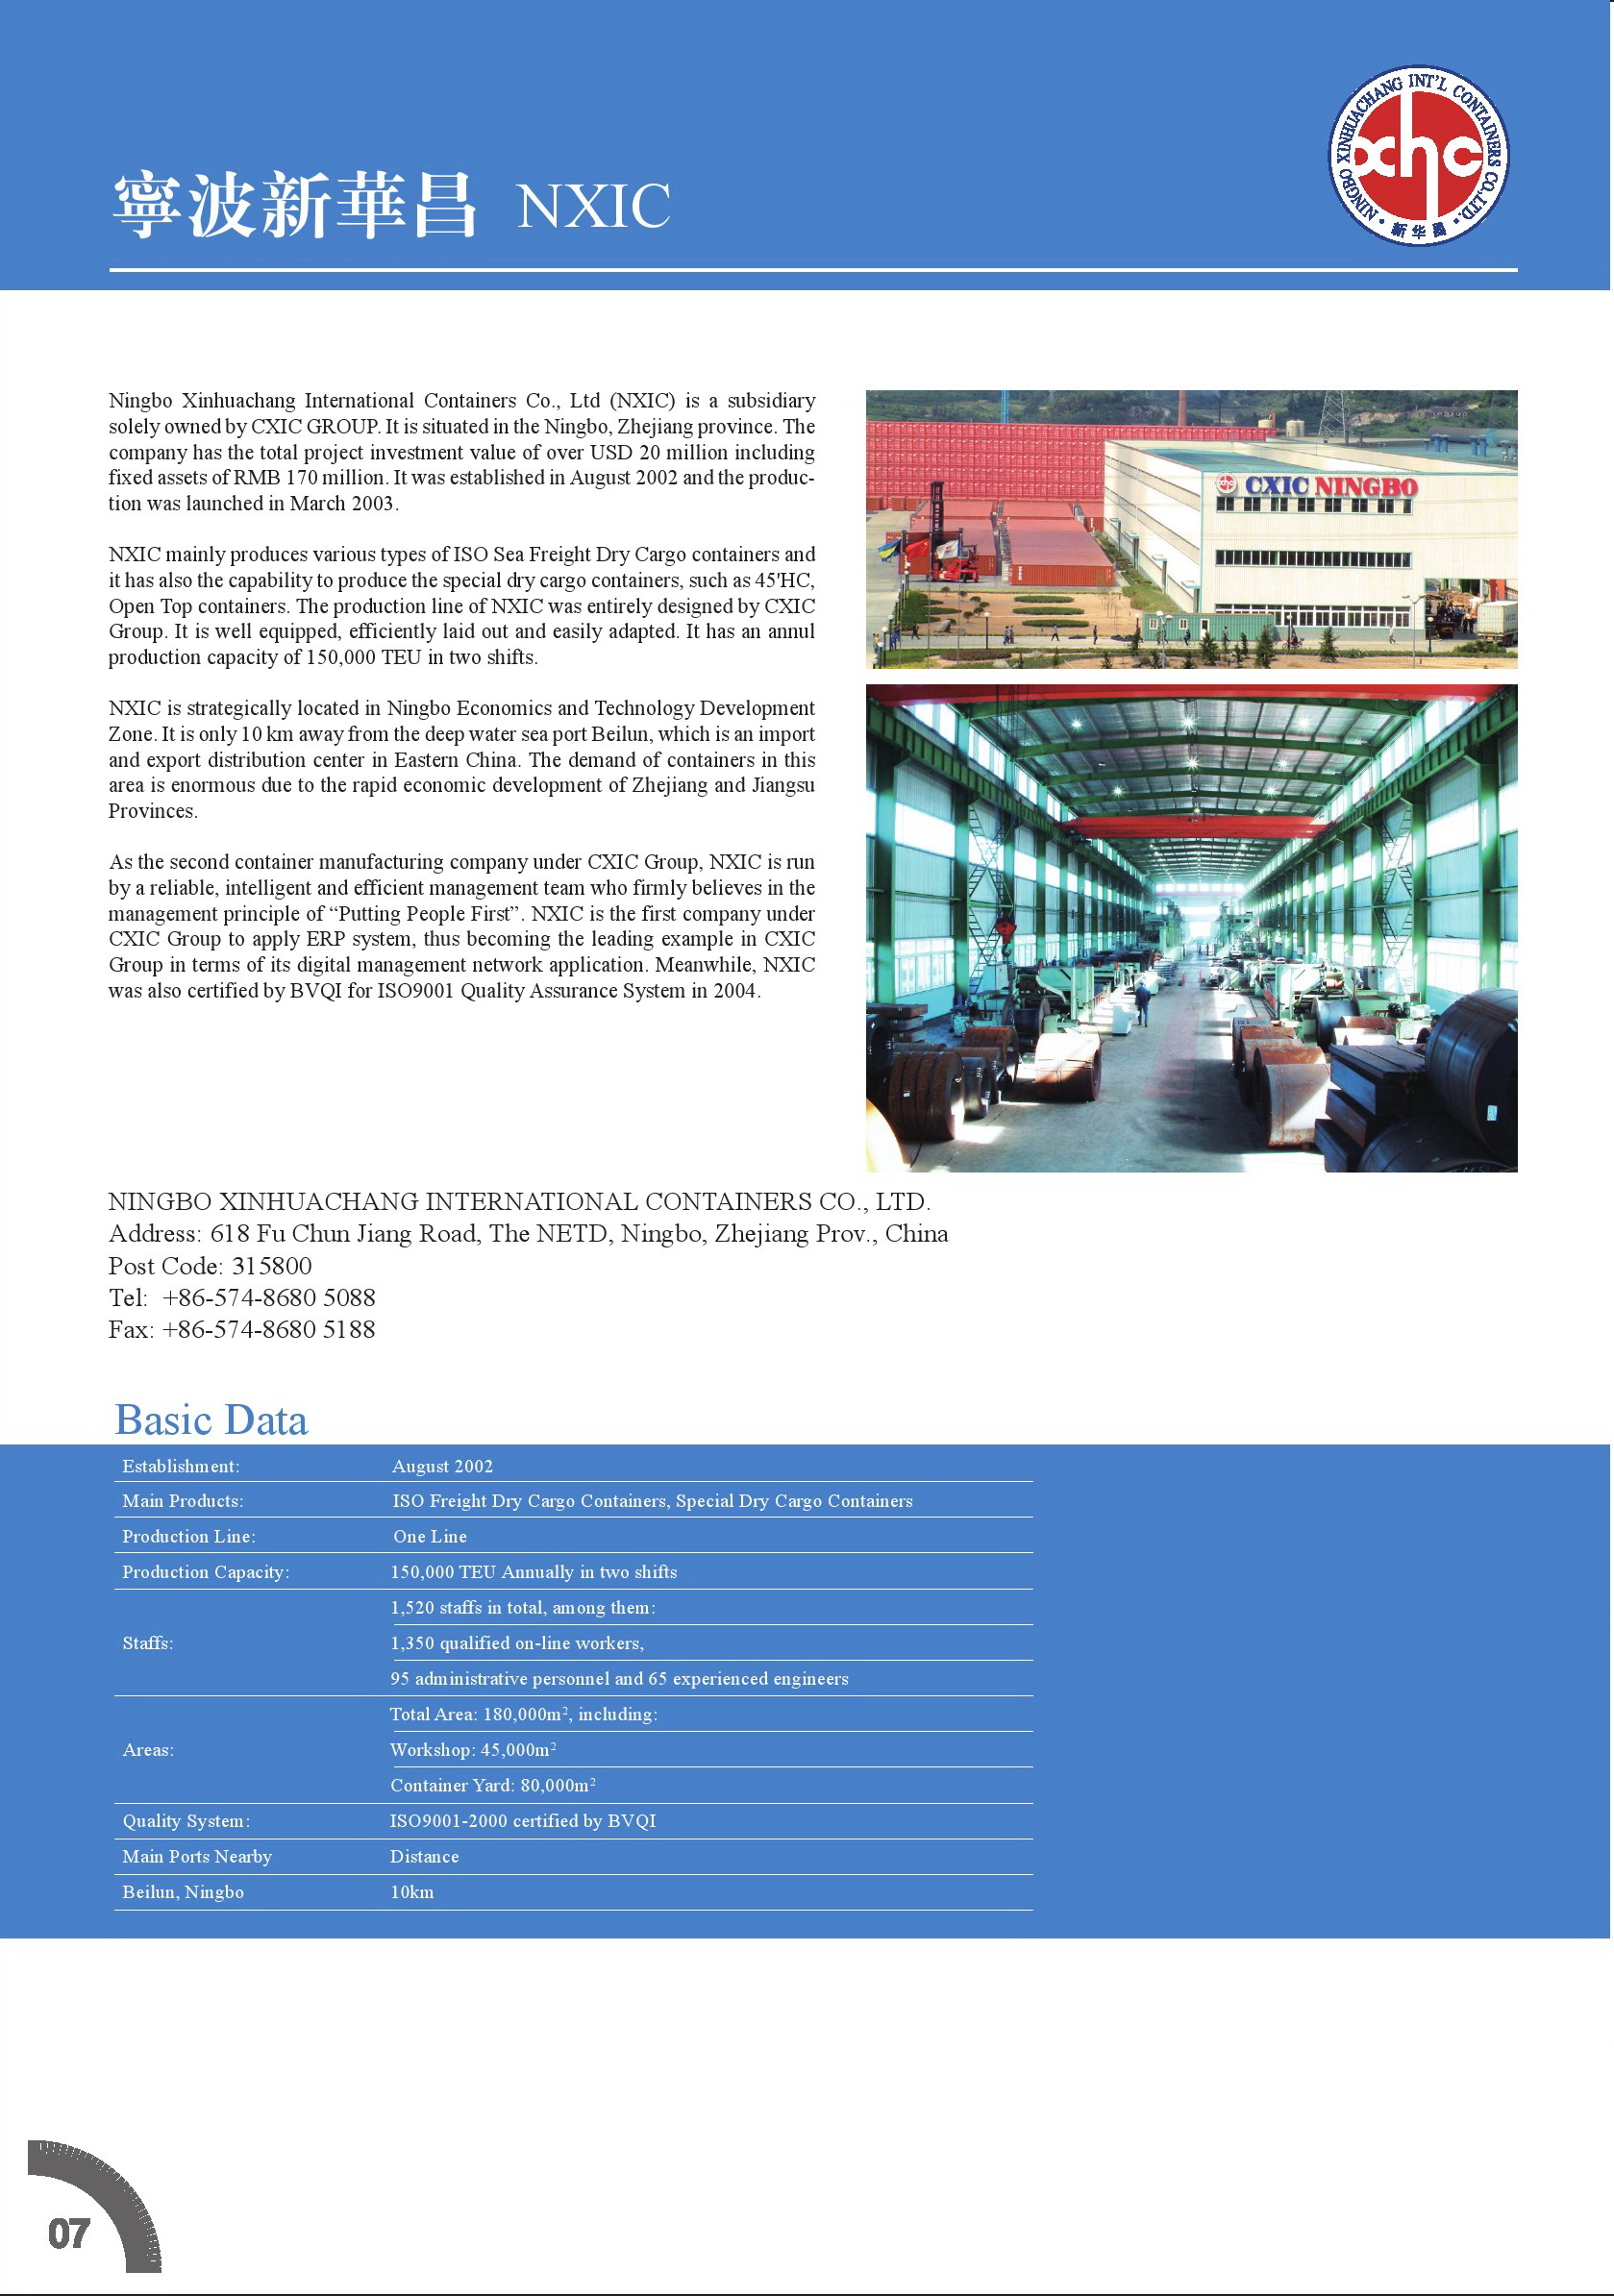 寧波新華昌 NXIC
NINGBO XINHUACHANG INT'L CONTAINERS CO.,LTD.
xhc
新华昌
Ningbo Xinhuachang International Containers Co., Ltd (NXIC) is a subsidiary
solely owned by CXIC GROUP. It is situated in the Ningbo, Zhejiang province. The
company has the total project investment value of over USD 20 million including
fixed assets of RMB 170 million. It was established in August 2002 and the produc-
tion was launched in March 2003.
NXIC mainly produces various types of ISO Sea Freight Dry Cargo containers and
it has also the capability to produce the special dry cargo containers, such as 45'HC,
Open Top containers. The production line of NXIC was entirely designed by CXIC
Group. It is well equipped, efficiently laid out and easily adapted. It has an annul
production capacity of 150,000 TEU in two shifts.
NXIC is strategically located in Ningbo Economics and Technology Development
Zone. It is only 10 km away from the deep water sea port Beilun, which is an import
and export distribution center in Eastern China. The demand of containers in this
area is enormous due to the rapid economic development of Zhejiang and Jiangsu
Provinces.
As the second container manufacturing company under CXIC Group, NXIC is run
by a reliable, intelligent and efficient management team who firmly believes in the
management principle of “Putting People First”. NXIC is the first company under
CXIC Group to apply ERP system, thus becoming the leading example in CXIC
Group in terms of its digital management network application. Meanwhile, NXIC
was also certified by BVQI for ISO9001 Quality Assurance System in 2004.
CXIC NINGBO
NINGBO XINHUACHANG INTERNATIONAL CONTAINERS CO., LTD.
Address: 618 Fu Chun Jiang Road, The NETD, Ningbo, Zhejiang Prov., China
Post Code: 315800
Tel: +86-574-8680 5088
Fax: +86-574-8680 5188
Basic Data
Establishment: August 2002
Main Products: ISO Freight Dry Cargo Containers, Special Dry Cargo Containers
Production Line: One Line
Production Capacity: 150,000 TEU Annually in two shifts
1,520 staffs in total, among them:
Staffs: 1,350 qualified on-line workers,
95 administrative personnel and 65 experienced engineers
Total Area: 180,000m², including:
Areas: Workshop: 45,000m²
Container Yard: 80,000m²
Quality System: ISO9001-2000 certified by BVQI
Main Ports Nearby Distance
Beilun, Ningbo 10km
07